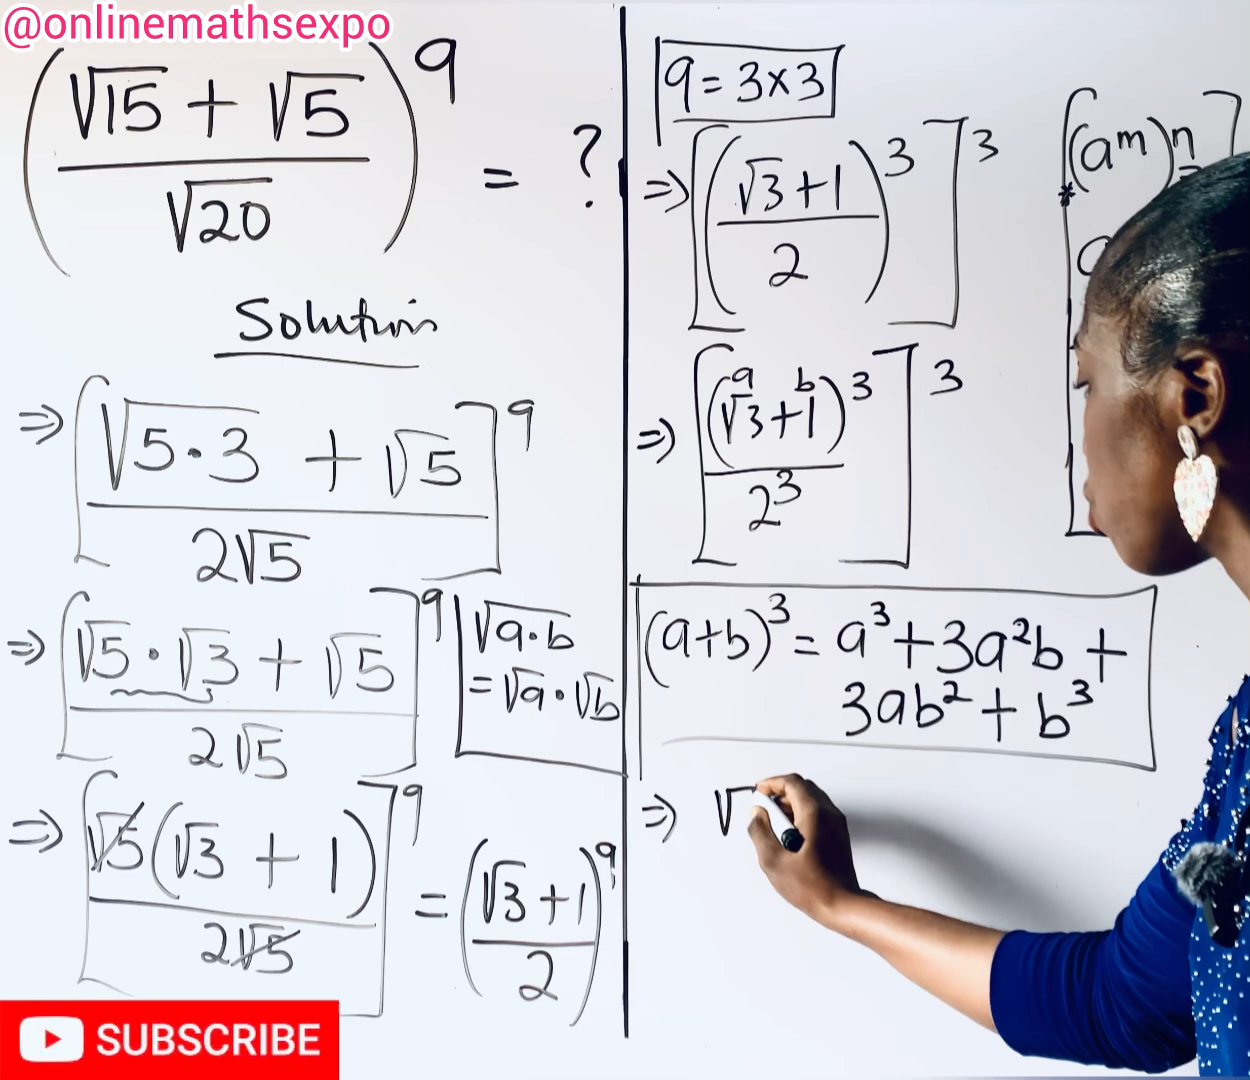 @onlinemathsexpo
((√15 + √5)/√20)^9 = ?
Solution
⇒ [(√5·3 + √5)/2√5]^9
⇒ [(√5·√3 + √5)/2√5]^9
√a·b
= √a·√b
⇒ [√5(√3 + 1)/2√5]^9 = ((√3+1)/2)^9
9 = 3×3
⇒ [((√3+1)/2)^3]^3
⇒ [(√3+1)^3/2^3]^3
a b
(a+b)^3 = a^3+3a^2b +
3ab^2 + b^3
⇒ √
(a^m)^n
*
a
SUBSCRIBE